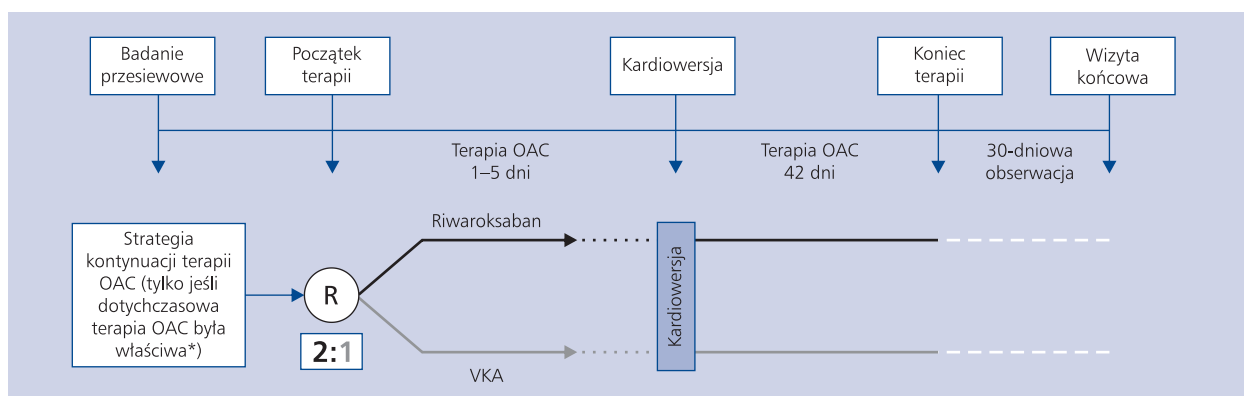 Badanie
przesiewowe
Początek
terapii
Kardiowersja
Koniec
terapii
Wizyta
końcowa
Terapia OAC
1–5 dni
Terapia OAC
42 dni
30-dniowa
obserwacja
Strategia
kontynuacji terapii
OAC (tylko jeśli
dotychczasowa
terapia OAC była
właściwa*)
R
2:1
Riwaroksaban
VKA
Kardiowersja